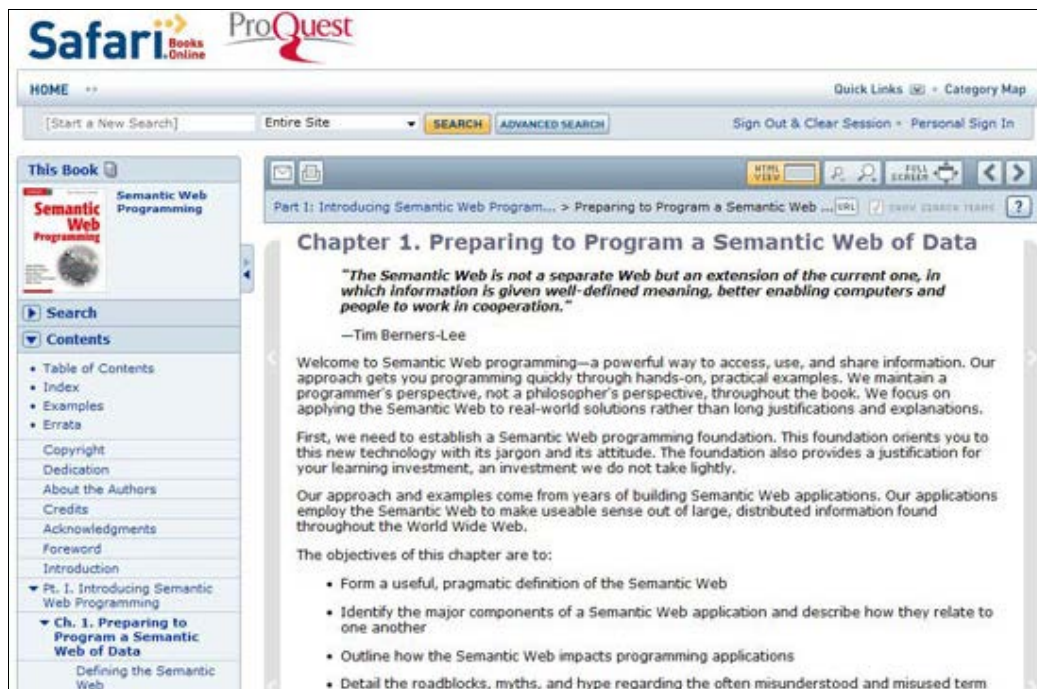 Safari Books Online ProQuest
HOME
Quick Links • Category Map
[Start a New Search] Entire Site SEARCH ADVANCED SEARCH Sign Out & Clear Session • Personal Sign In
This Book
Semantic Web Programming
Semantic Web
Programming
HTML VIEW FULL SCREEN
Part I: Introducing Semantic Web Program... > Preparing to Program a Semantic Web ... URL SHOW SEARCH TERMS ?
Search
Contents
• Table of Contents
• Index
• Examples
• Errata
Copyright
Dedication
About the Authors
Credits
Acknowledgments
Foreword
Introduction
Pt. I. Introducing Semantic
Web Programming
Ch. 1. Preparing to
Program a Semantic
Web of Data
Defining the Semantic
Web
Chapter 1. Preparing to Program a Semantic Web of Data
"The Semantic Web is not a separate Web but an extension of the current one, in
which information is given well-defined meaning, better enabling computers and
people to work in cooperation."
—Tim Berners-Lee
Welcome to Semantic Web programming—a powerful way to access, use, and share information. Our
approach gets you programming quickly through hands-on, practical examples. We maintain a
programmer's perspective, not a philosopher's perspective, throughout the book. We focus on
applying the Semantic Web to real-world solutions rather than long justifications and explanations.
First, we need to establish a Semantic Web programming foundation. This foundation orients you to
this new technology with its jargon and its attitude. The foundation also provides a justification for
your learning investment, an investment we do not take lightly.
Our approach and examples come from years of building Semantic Web applications. Our applications
employ the Semantic Web to make useable sense out of large, distributed information found
throughout the World Wide Web.
The objectives of this chapter are to:
• Form a useful, pragmatic definition of the Semantic Web
• Identify the major components of a Semantic Web application and describe how they relate to
one another
• Outline how the Semantic Web impacts programming applications
• Detail the roadblocks, myths, and hype regarding the often misunderstood and misused term